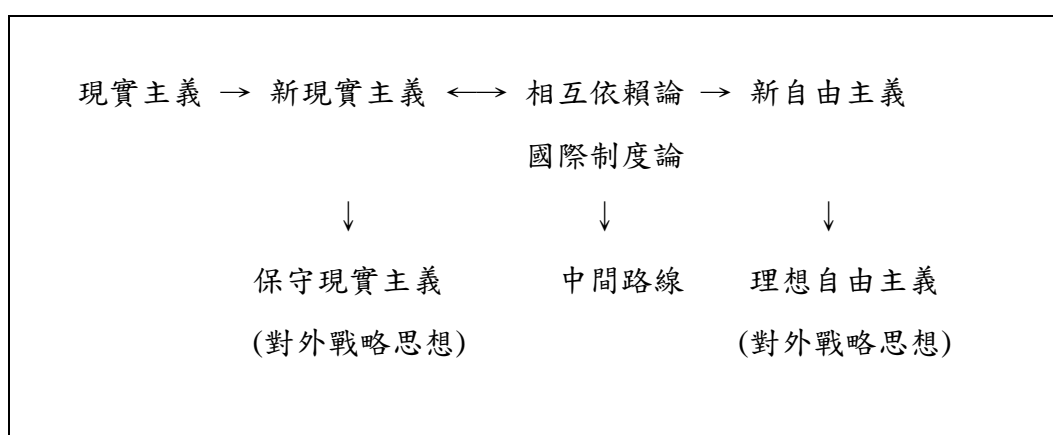 現實主義 → 新現實主義 ←→ 相互依賴論 → 新自由主義
國際制度論
↓ ↓ ↓
保守現實主義 中間路線 理想自由主義
(對外戰略思想) (對外戰略思想)